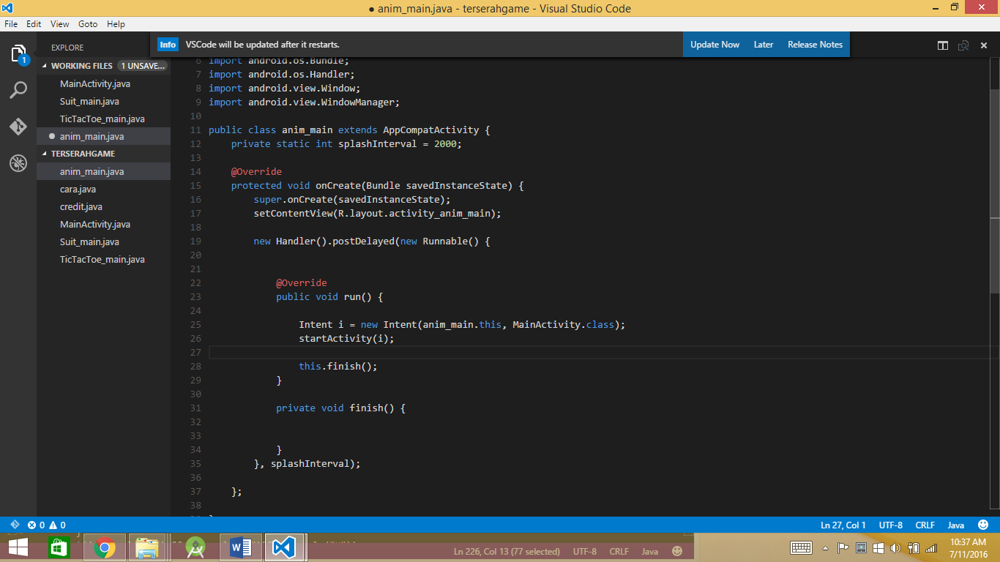 ● anim_main.java - terserahgame - Visual Studio Code
File Edit View Goto Help
EXPLORE
Info VSCode will be updated after it restarts. Update Now Later Release Notes
1
WORKING FILES 1 UNSAVE...
MainActivity.java
Suit_main.java
TicTacToe_main.java
● anim_main.java
TERSERAHGAME
anim_main.java
cara.java
credit.java
MainActivity.java
Suit_main.java
TicTacToe_main.java
6 import android.os.Bundle;
7 import android.os.Handler;
8 import android.view.Window;
9 import android.view.WindowManager;
10
11 public class anim_main extends AppCompatActivity {
12 private static int splashInterval = 2000;
13
14 @Override
15 protected void onCreate(Bundle savedInstanceState) {
16 super.onCreate(savedInstanceState);
17 setContentView(R.layout.activity_anim_main);
18
19 new Handler().postDelayed(new Runnable() {
20
21
22 @Override
23 public void run() {
24
25 Intent i = new Intent(anim_main.this, MainActivity.class);
26 startActivity(i);
27
28 this.finish();
29 }
30
31 private void finish() {
32
33
34 }
35 }, splashInterval);
36
37 };
38
0 0 Ln 27, Col 1 UTF-8 CRLF Java
Ln 226, Col 13 (77 selected) UTF-8 CRLF Java
10:37 AM
7/11/2016